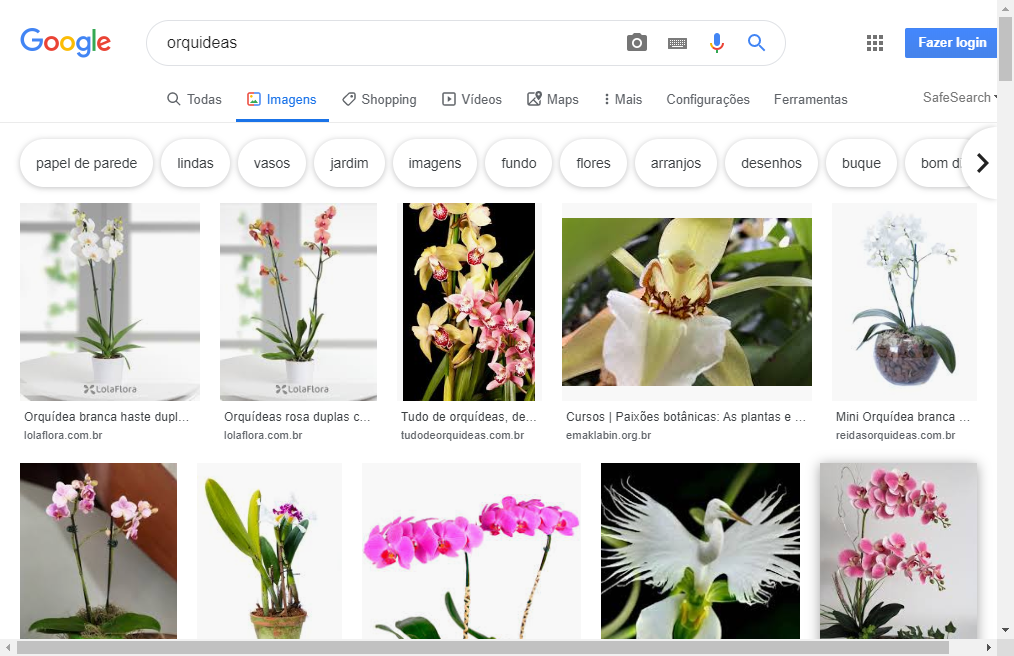 Google
orquideas
Fazer login
Todas
Imagens
Shopping
Vídeos
Maps
Mais
Configurações
Ferramentas
SafeSearch
papel de parede
lindas
vasos
jardim
imagens
fundo
flores
arranjos
desenhos
buque
bom d
LolaFlora
LolaFlora
Orquídea branca haste dupl...
Orquídeas rosa duplas c...
Tudo de orquídeas, de...
Cursos | Paixões botânicas: As plantas e ...
Mini Orquídea branca ...
lolaflora.com.br
lolaflora.com.br
tudodeorquideas.com.br
emaklabin.org.br
reidasorquideas.com.br